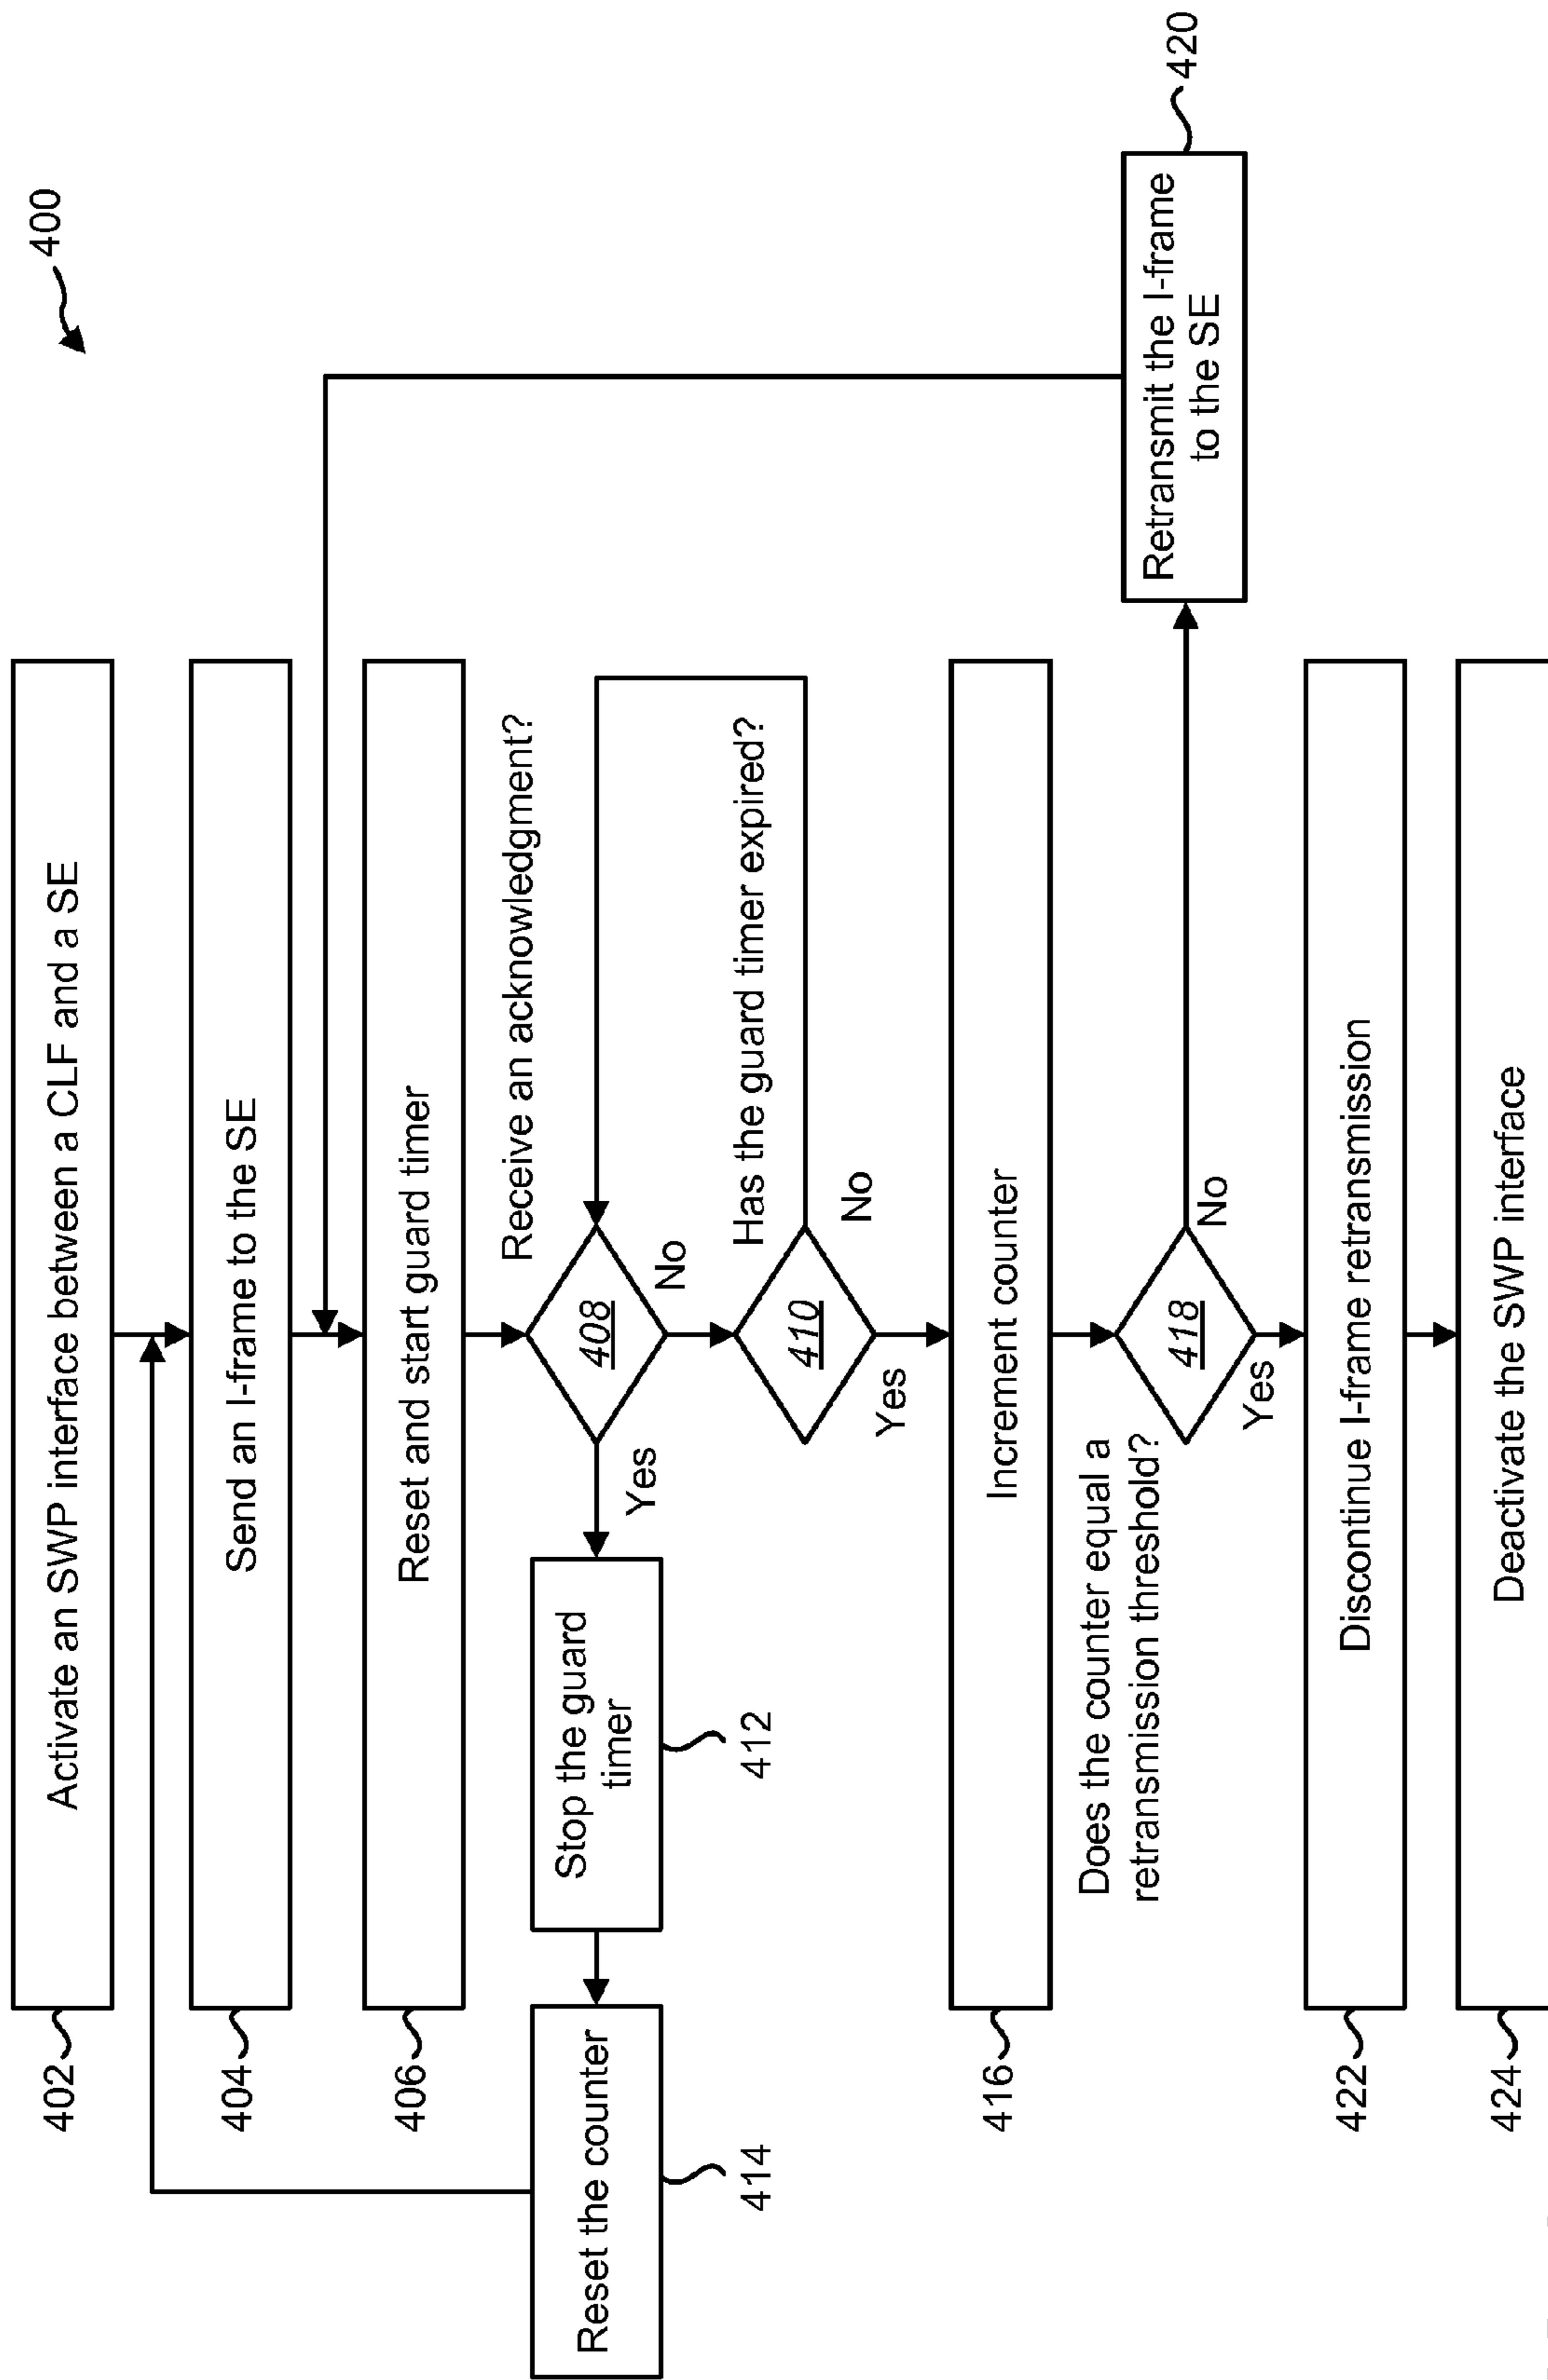 400
402
Activate an SWP interface between a CLF and a SE
404
Send an I-frame to the SE
406
Reset and start guard timer
Receive an acknowledgment?
408
No
Yes
Stop the guard
timer
412
Reset the counter
414
Has the guard timer expired?
410
No
Yes
416
Increment counter
Does the counter equal a
retransmission threshold?
418
No
Yes
Retransmit the I-frame
to the SE
420
422
Discontinue I-frame retransmission
424
Deactivate the SWP interface